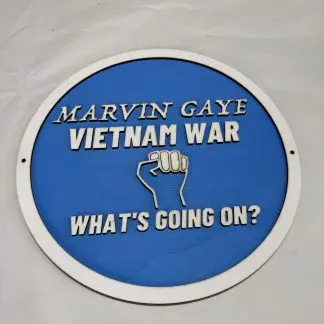 MARVIN GAYE
VIETNAM WAR
WHAT'S GOING ON?